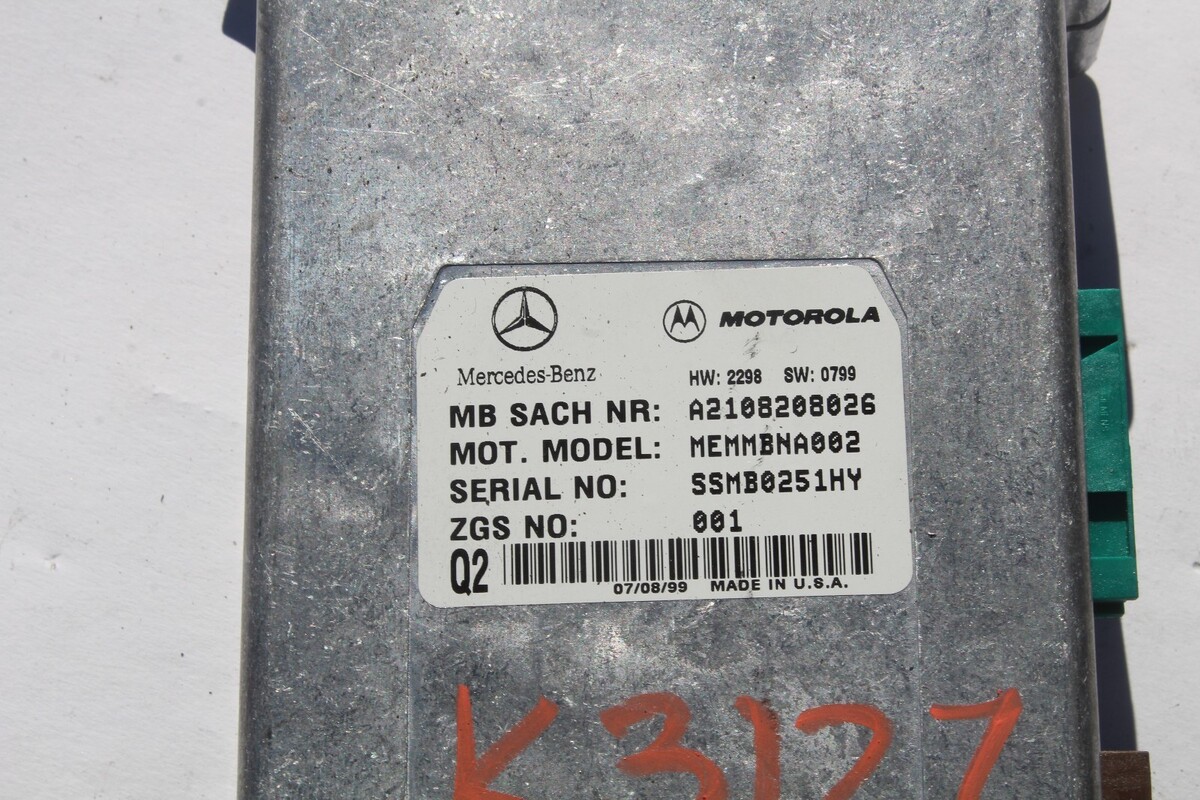 MOTOROLA
Mercedes-Benz
HW: 2298 SW: 0799
MB SACH NR: A2108208026
MOT. MODEL: MEMMBNA002
SERIAL NO: SSMB0251HY
ZGS NO: 001
Q2
07/08/99 MADE IN U.S.A.
K3127